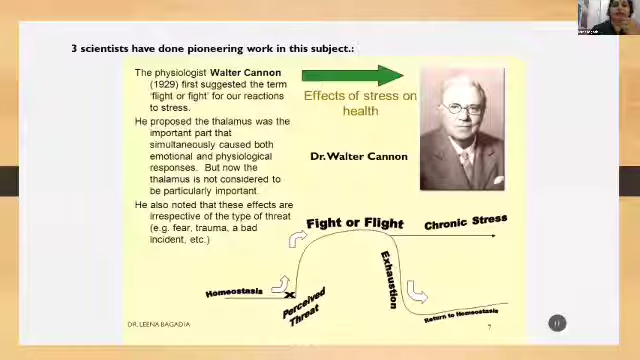 3 scientists have done pioneering work in this subject.:
The physiologist Walter Cannon
(1929) first suggested the term
'flight or fight' for our reactions
to stress.
He proposed the thalamus was the
important part that
simultaneously caused both
emotional and physiological
responses. But now the
thalamus is not considered to
be particularly important.
He also noted that these effects are
irrespective of the type of threat
(e.g. fear, trauma, a bad
incident, etc.)
Effects of stress on
health
Dr. Walter Cannon
Fight or Flight
Chronic Stress
Homeostasis
Perceived
Threat
Exhaustion
Return to Homeostasis
DR. LEENA BAGADIA
7